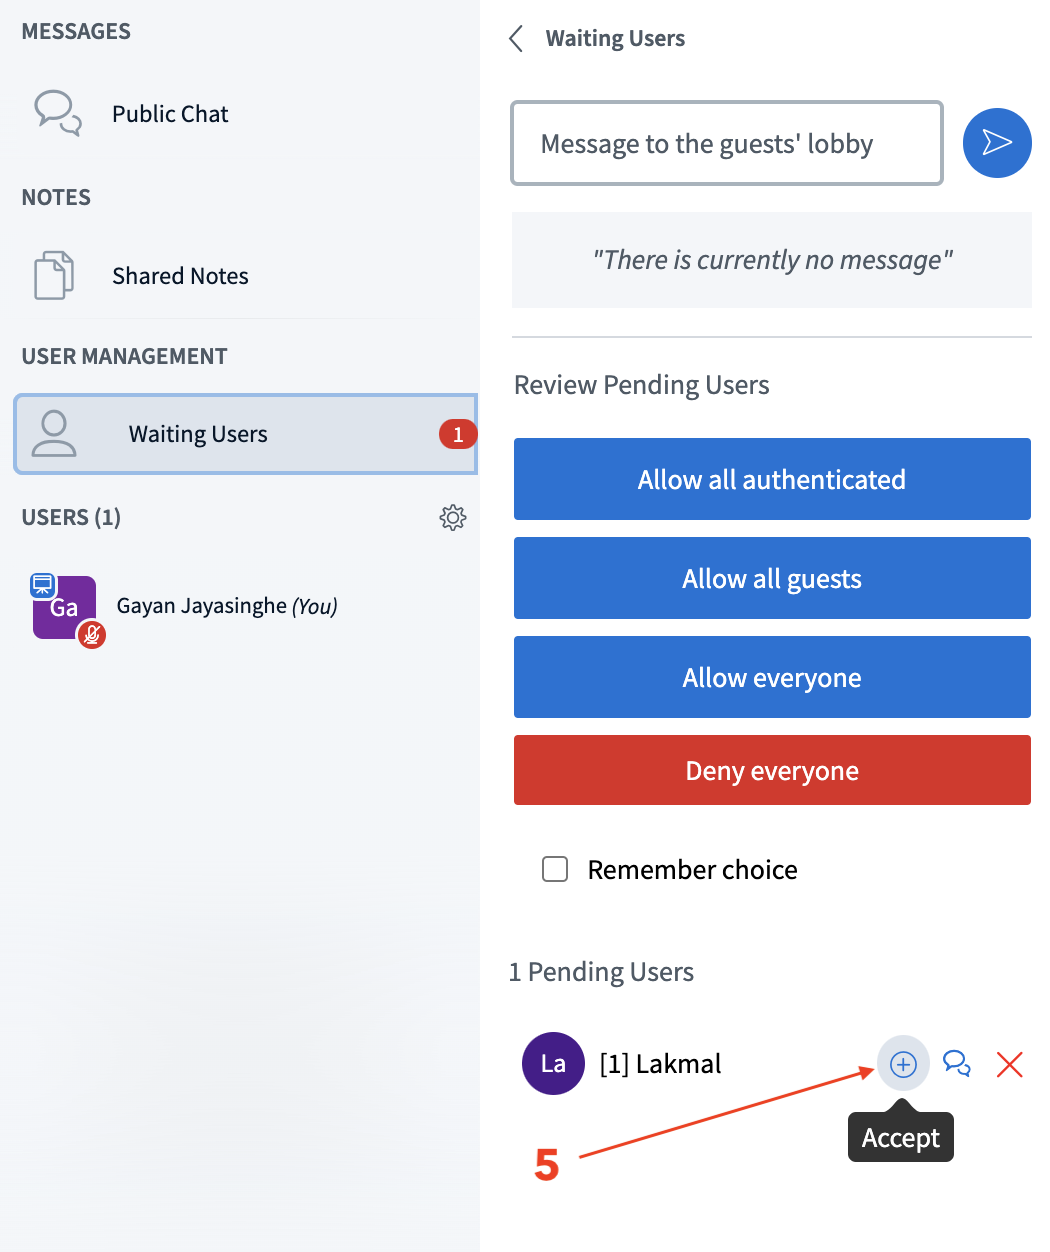 MESSAGES
Public Chat
NOTES
Shared Notes
USER MANAGEMENT
Waiting Users
1
USERS (1)
Ga
Gayan Jayasinghe (You)
Waiting Users
Message to the guests' lobby
"There is currently no message"
Review Pending Users
Allow all authenticated
Allow all guests
Allow everyone
Deny everyone
Remember choice
1 Pending Users
La
[1] Lakmal
Accept
5